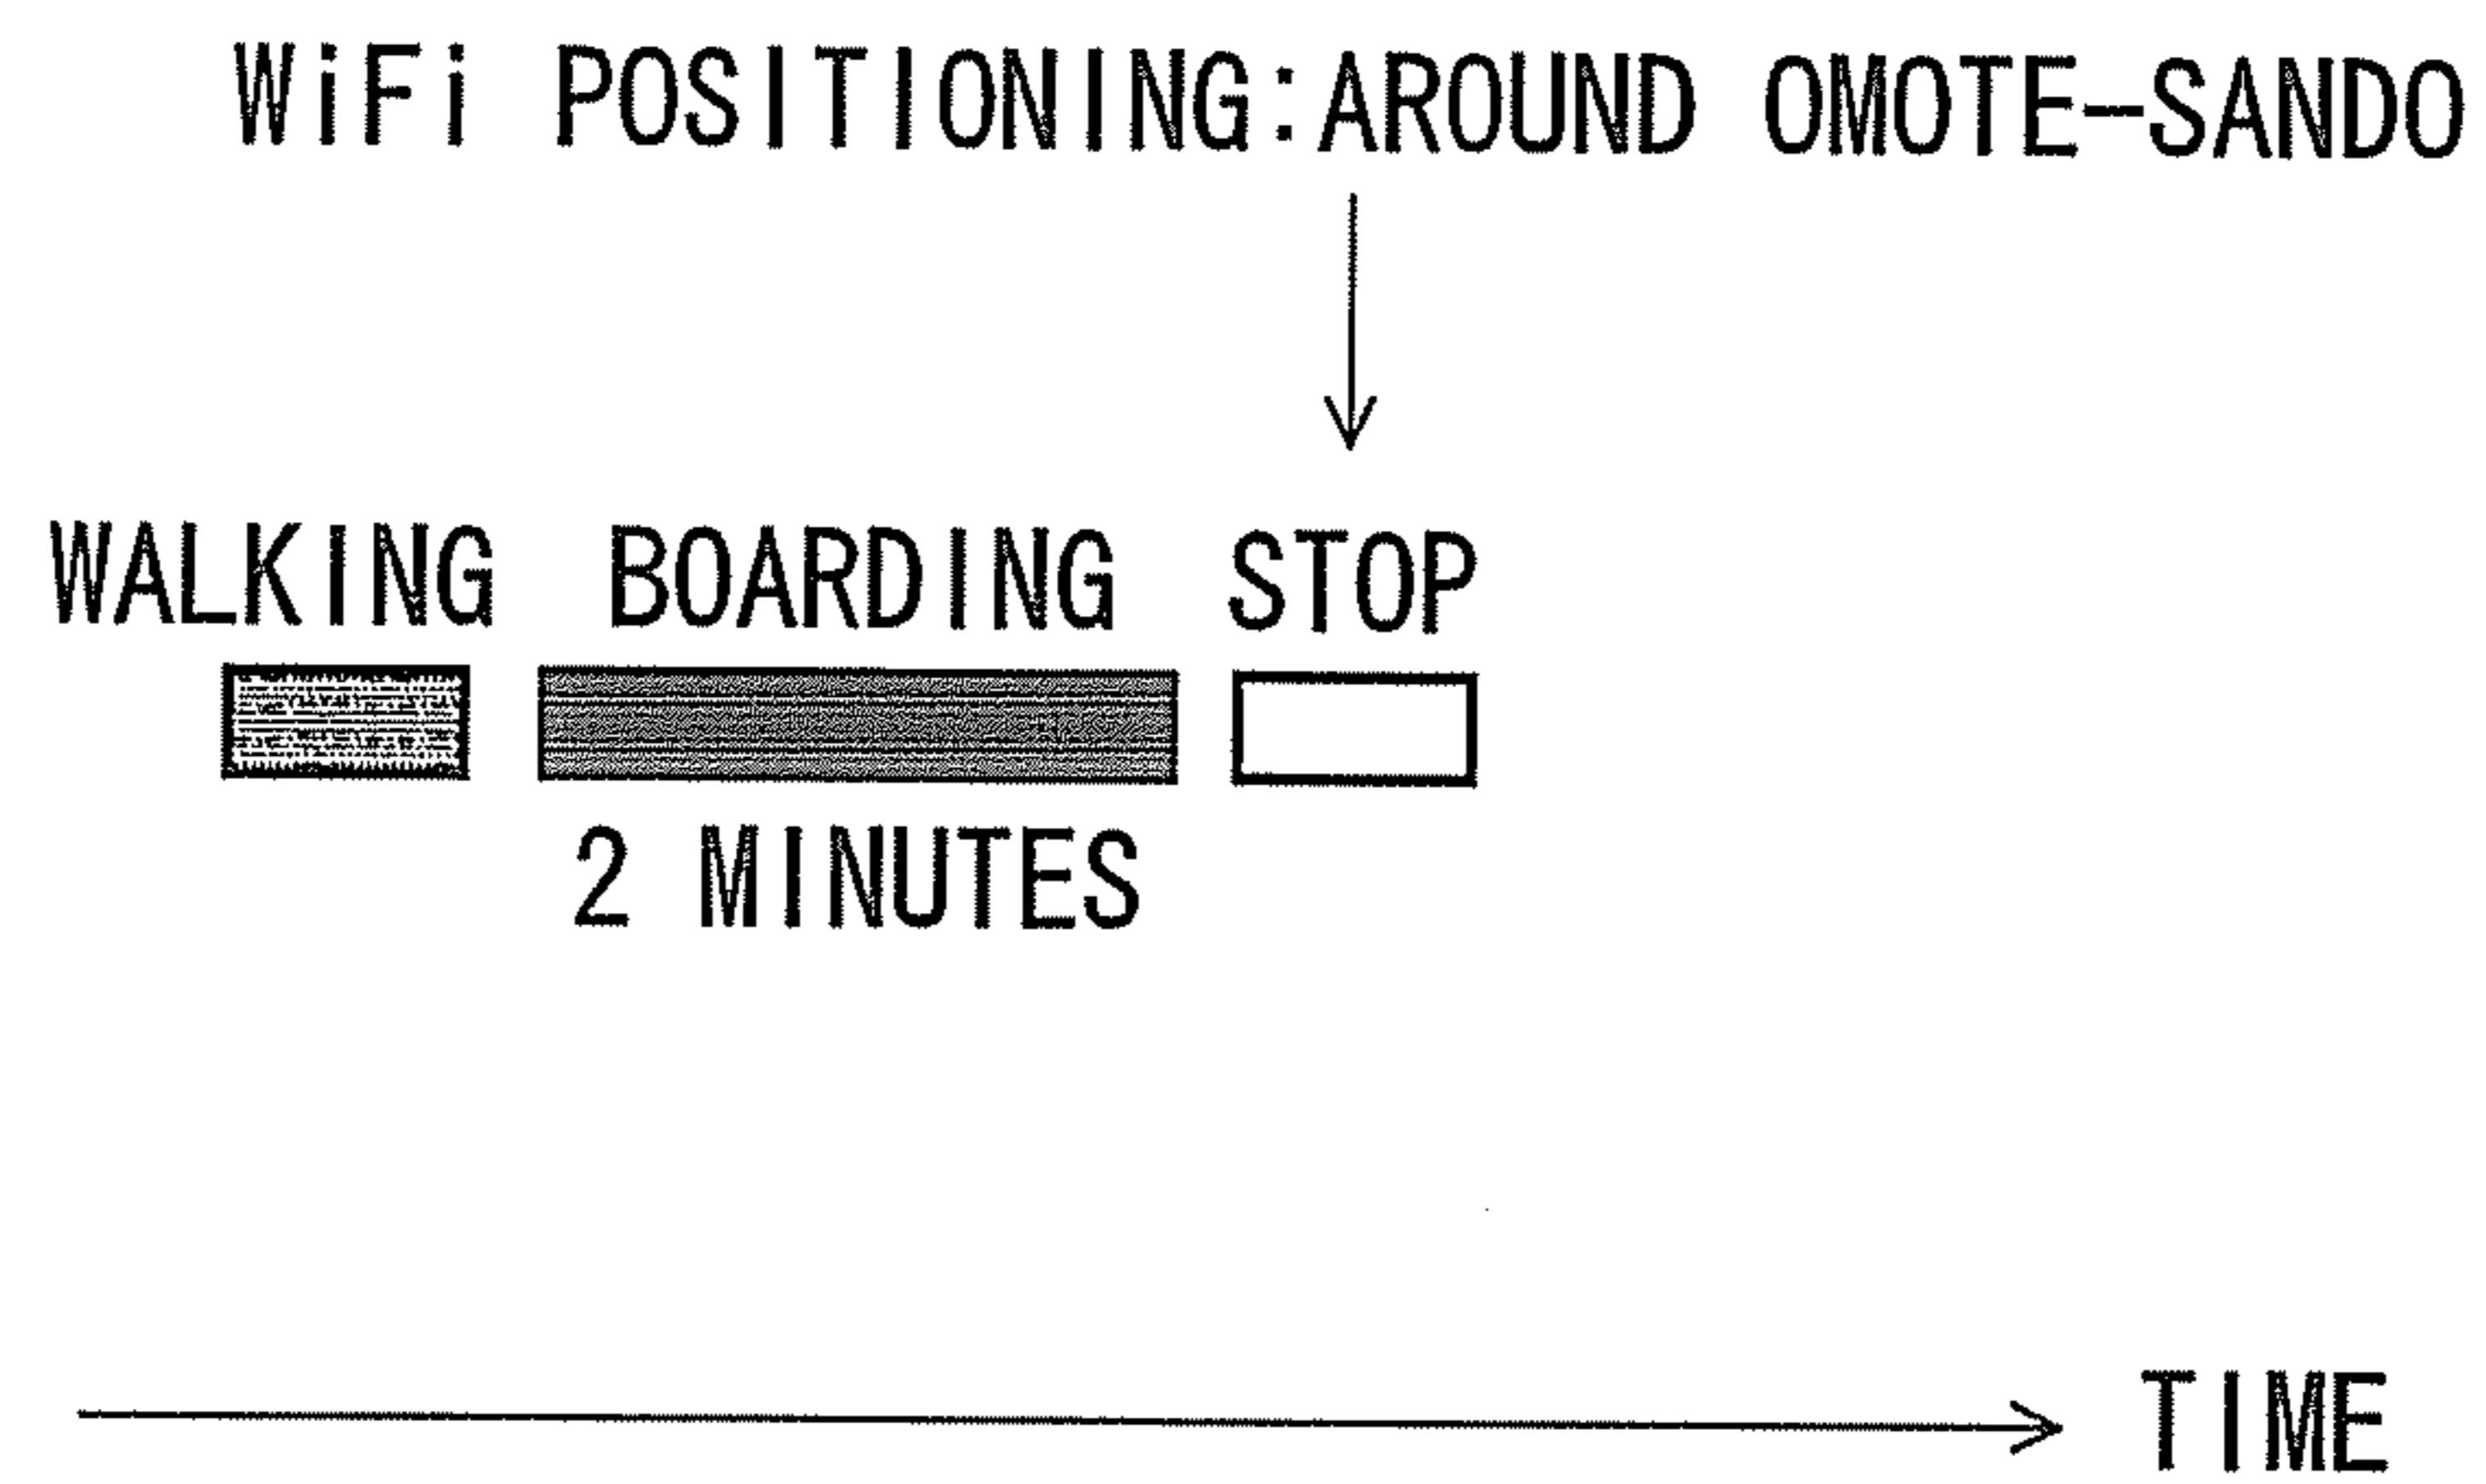 WiFi POSITIONING:AROUND OMOTE-SANDO
WALKING BOARDING STOP
2 MINUTES
TIME